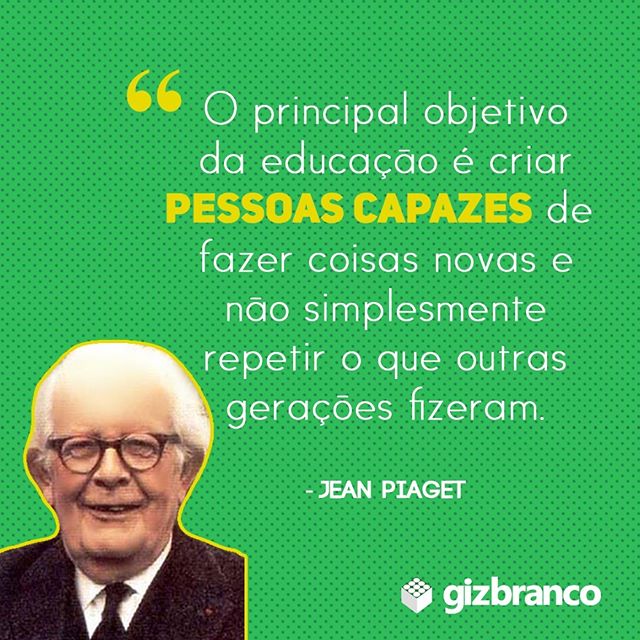 “ O principal objetivo
da educação é criar
PESSOAS CAPAZES de
fazer coisas novas e
não simplesmente
repetir o que outras
gerações fizeram.
- JEAN PIAGET
gizbranco